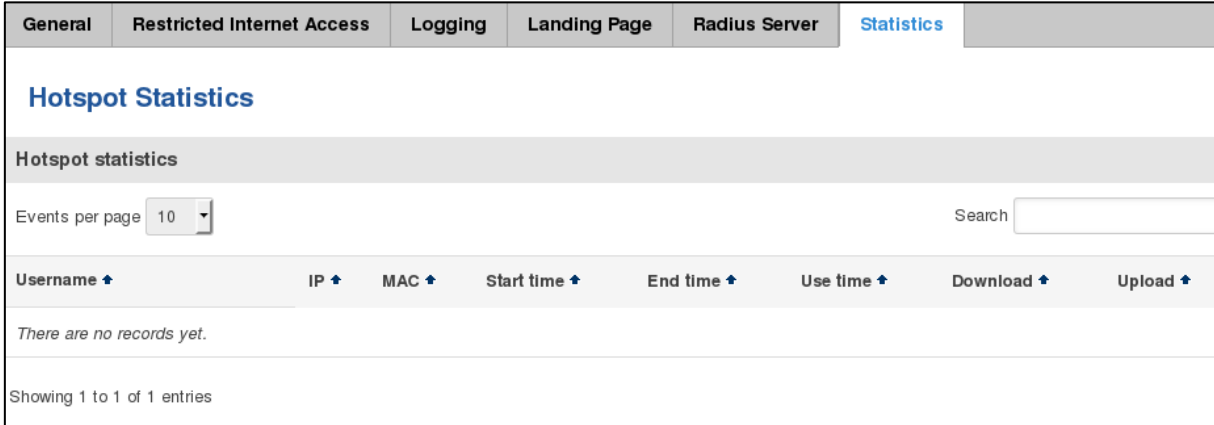 General Restricted Internet Access Logging Landing Page Radius Server Statistics
Hotspot Statistics
Hotspot statistics
Events per page 10 Search
Username IP MAC Start time End time Use time Download Upload
There are no records yet.
Showing 1 to 1 of 1 entries